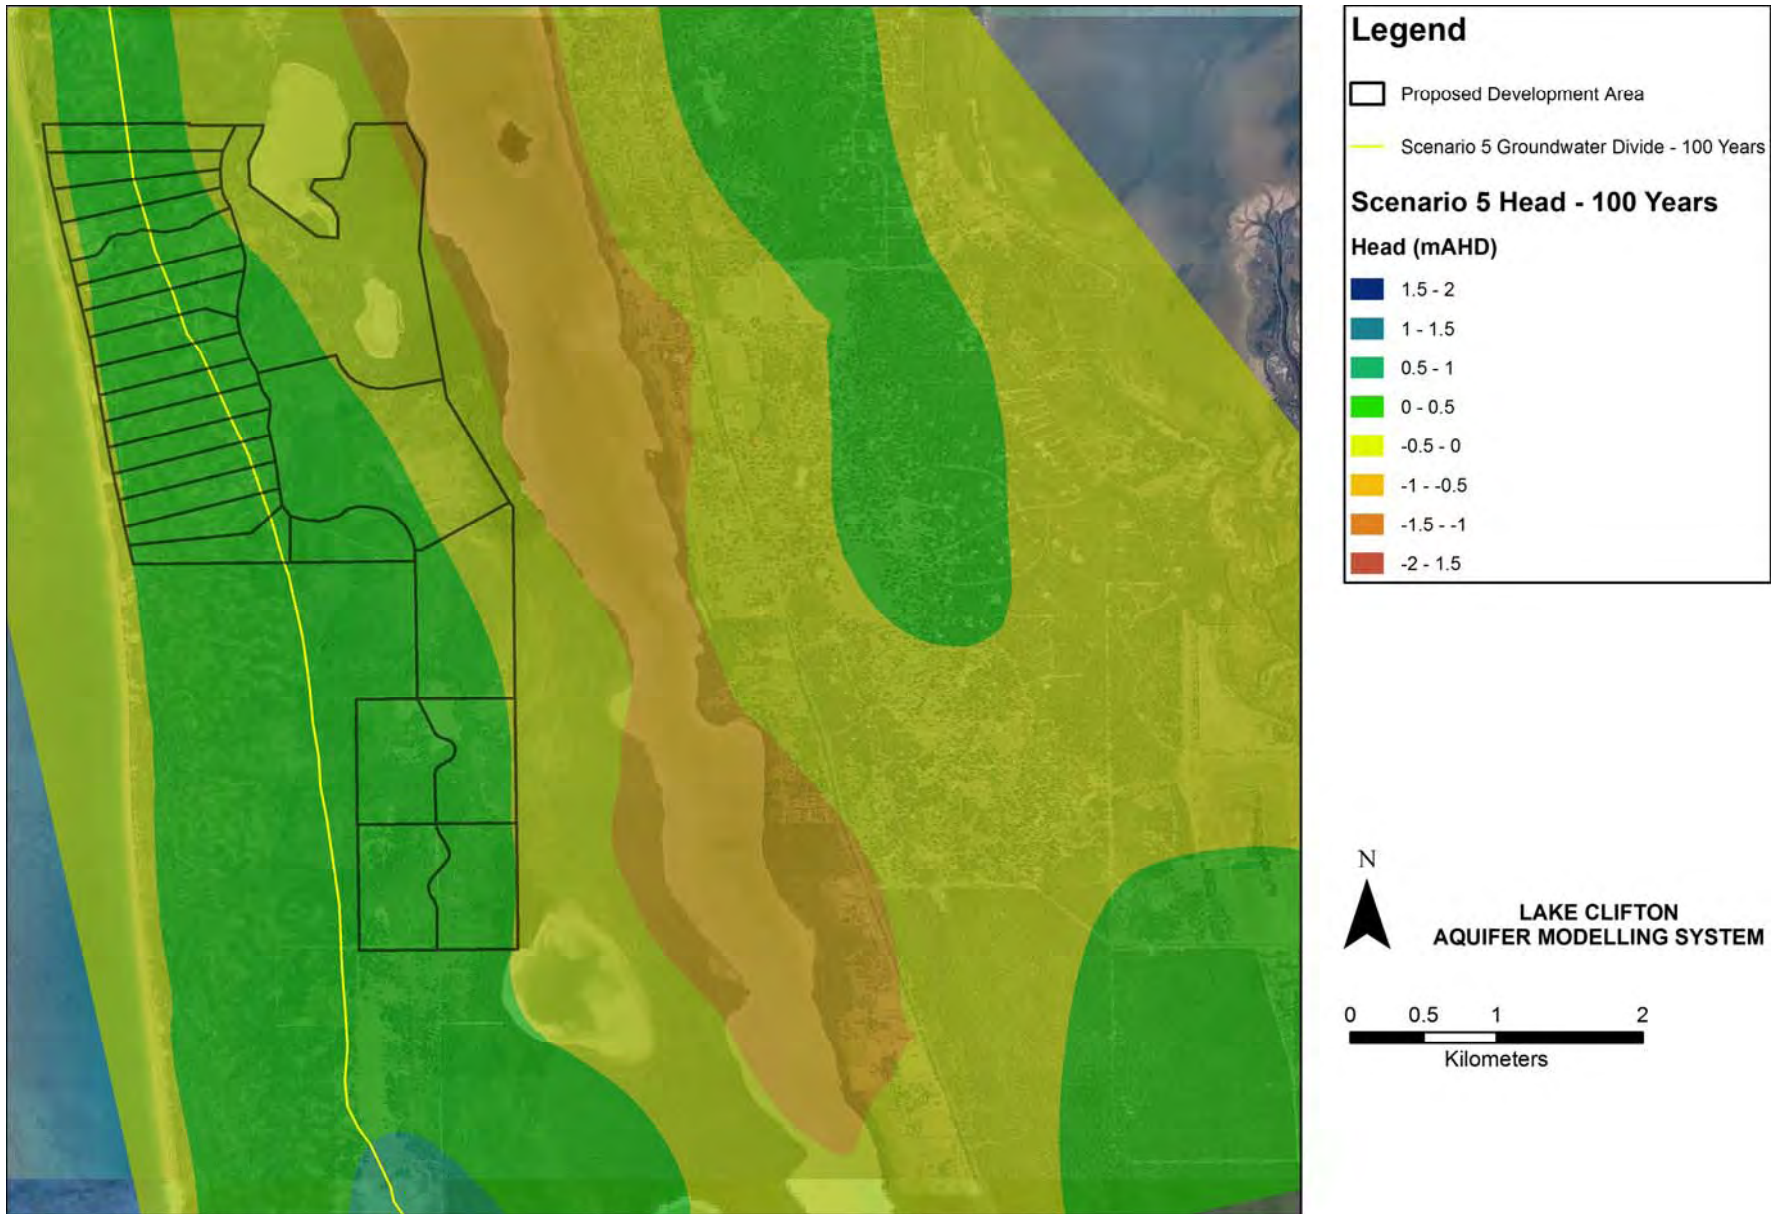 Legend
Proposed Development Area
Scenario 5 Groundwater Divide - 100 Years
Scenario 5 Head - 100 Years
Head (mAHD)
1.5 - 2
1 - 1.5
0.5 - 1
0 - 0.5
-0.5 - 0
-1 - -0.5
-1.5 - -1
-2 - 1.5
N
LAKE CLIFTON
AQUIFER MODELLING SYSTEM
0 0.5 1 2
Kilometers